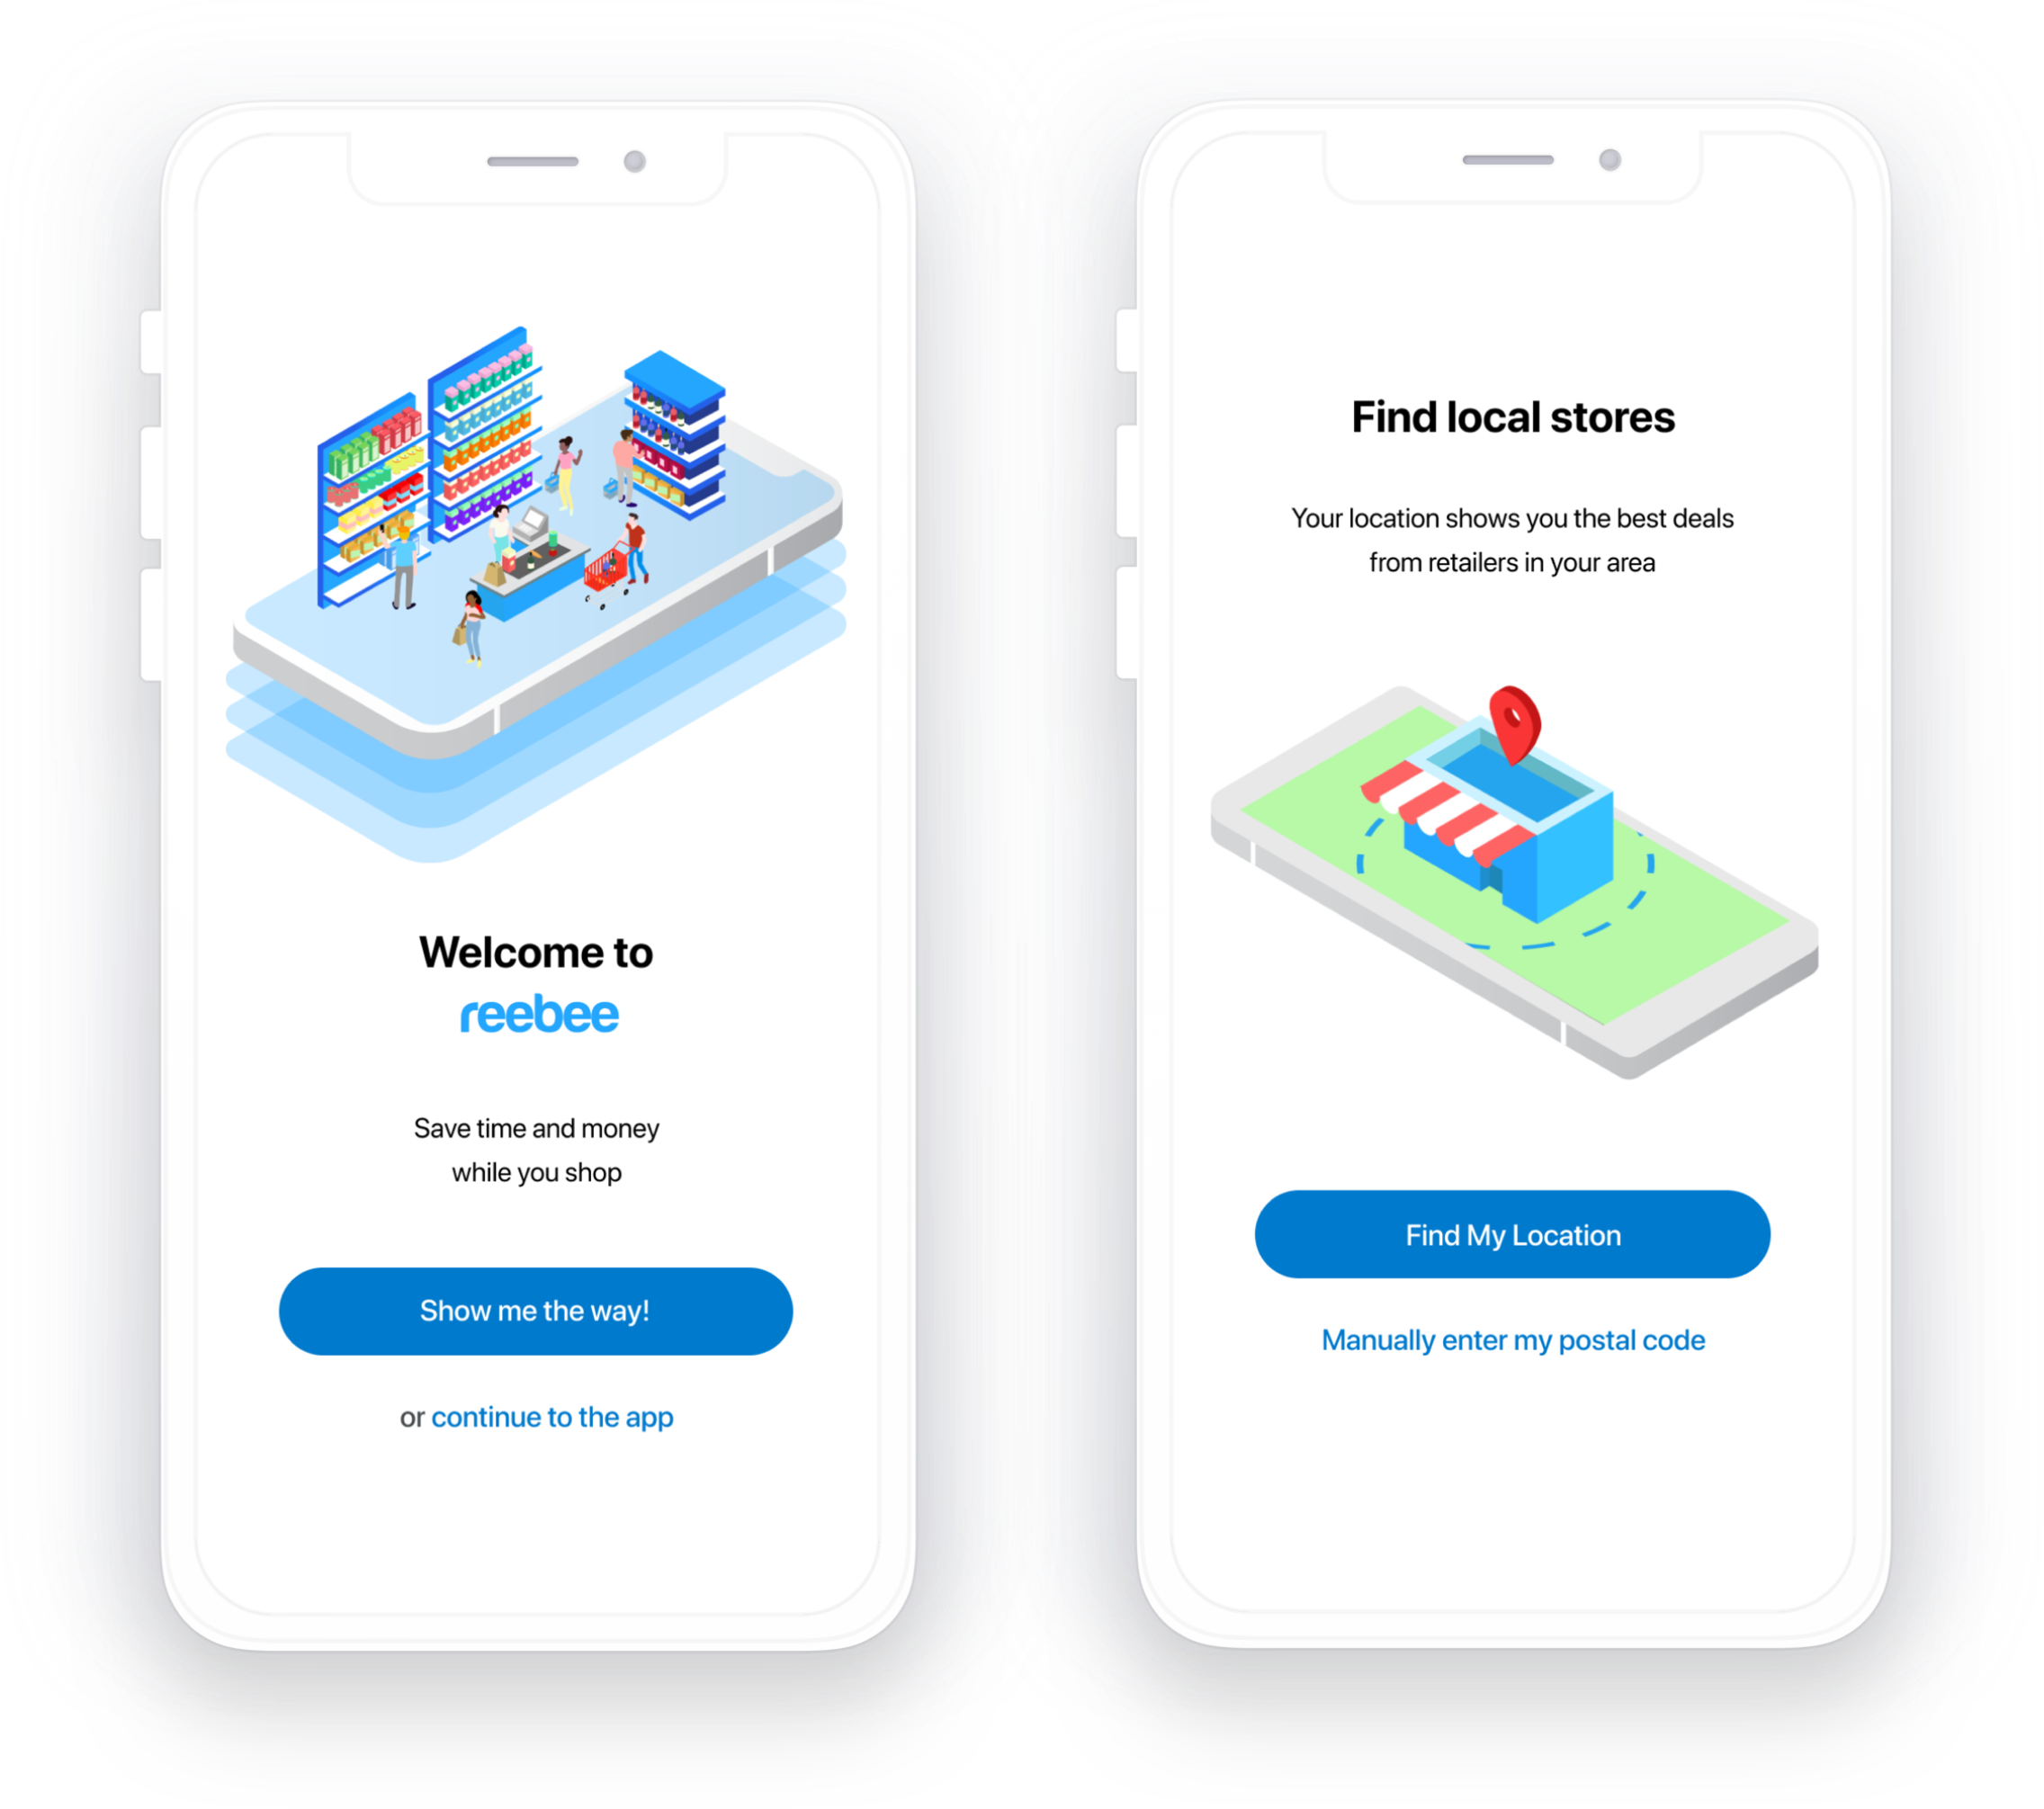 Welcome to
reebee
Save time and money
while you shop
Show me the way!
or continue to the app
Find local stores
Your location shows you the best deals
from retailers in your area
Find My Location
Manually enter my postal code